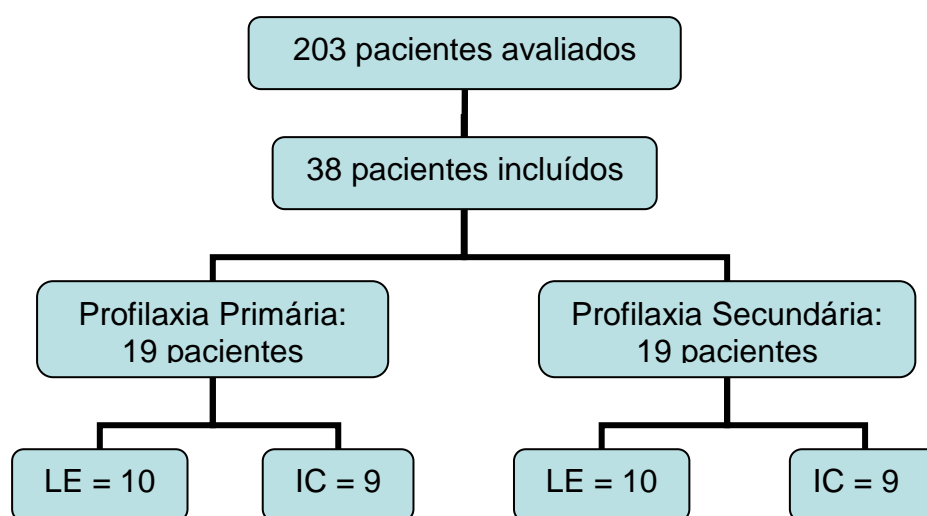 203 pacientes avaliados
38 pacientes incluídos
Profilaxia Primária:
19 pacientes
Profilaxia Secundária:
19 pacientes
LE = 10
IC = 9
LE = 10
IC = 9